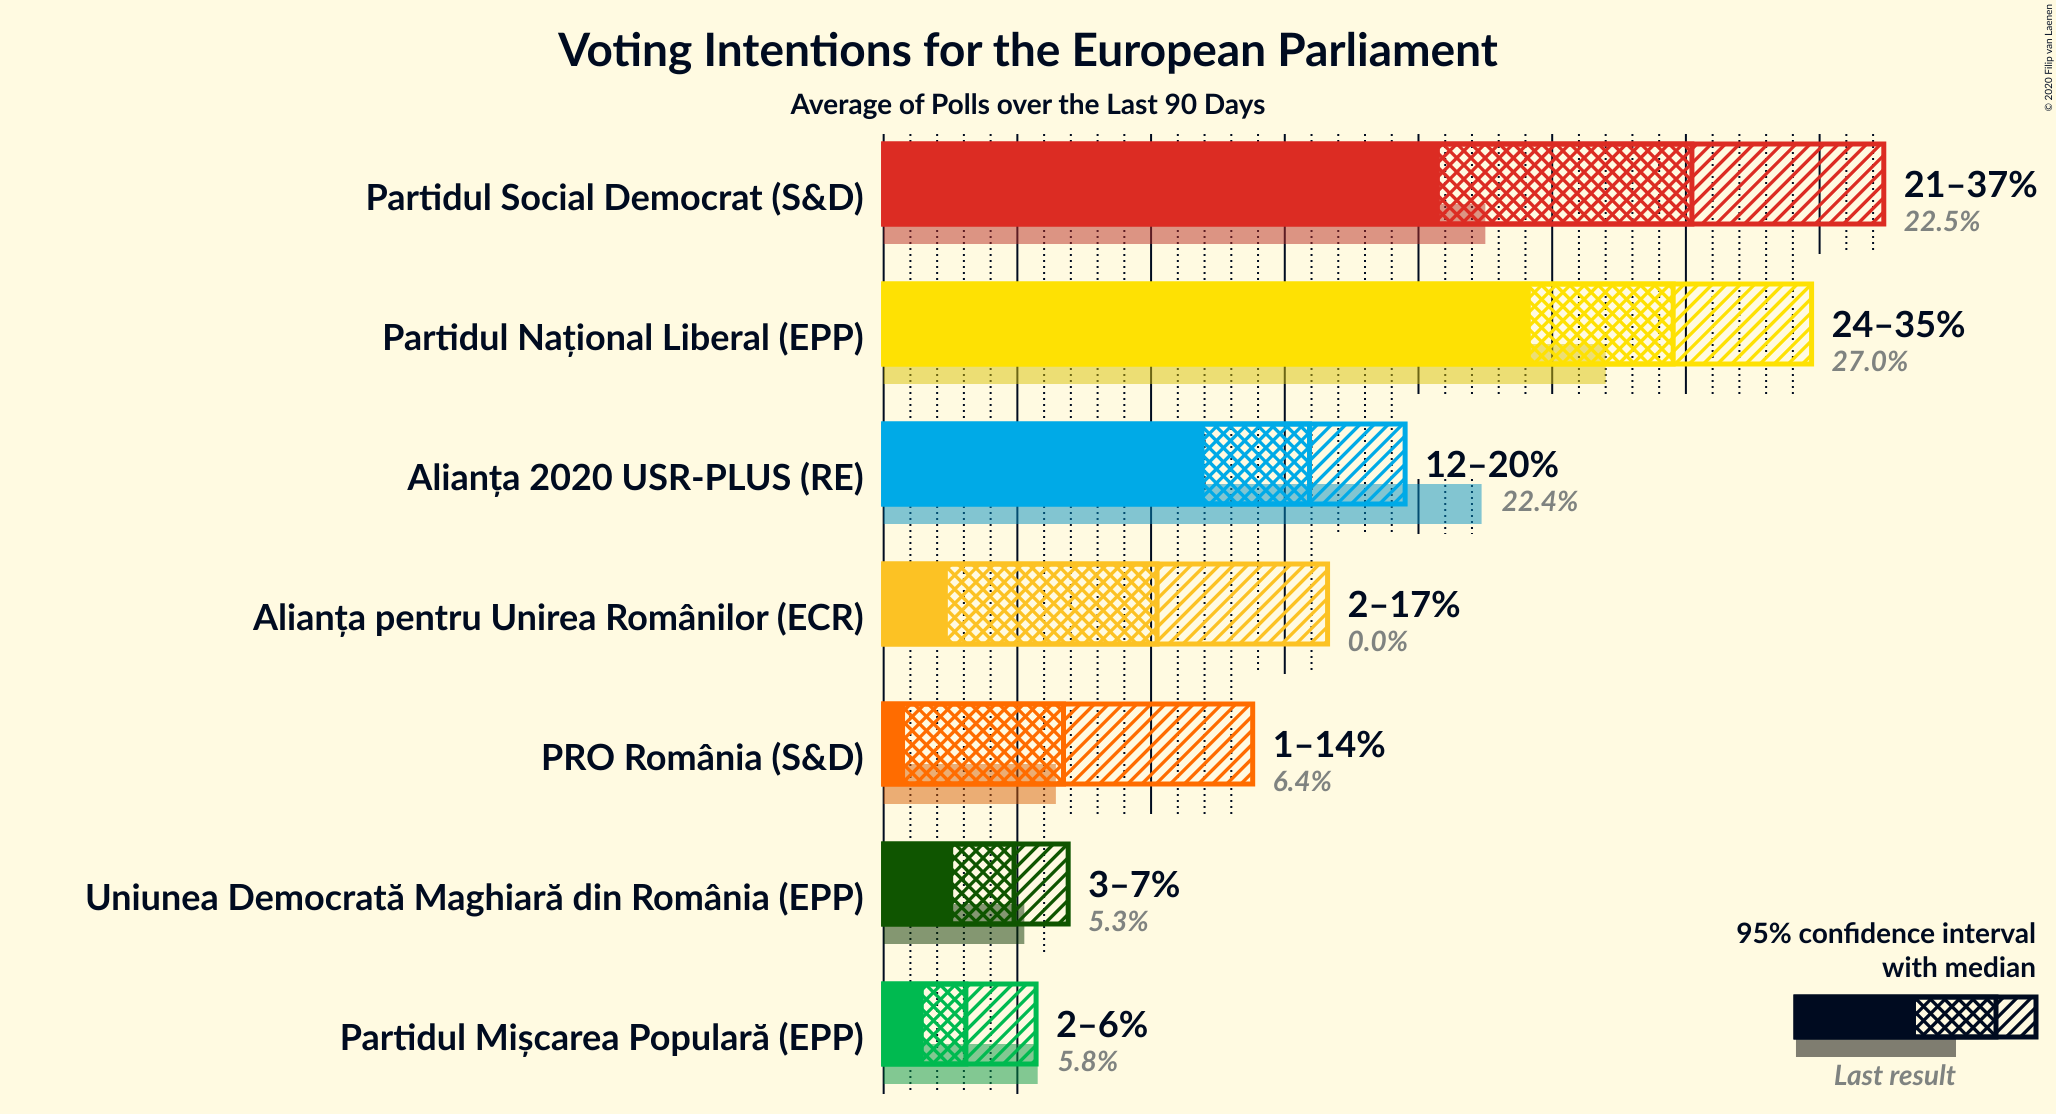 Voting Intentions for the European Parliament
Average of Polls over the Last 90 Days
© 2020 Filip van Laenen
Partidul Social Democrat (S&D)
21–37%
22.5%
Partidul Național Liberal (EPP)
24–35%
27.0%
Alianța 2020 USR-PLUS (RE)
12–20%
22.4%
Alianța pentru Unirea Românilor (ECR)
2–17%
0.0%
PRO România (S&D)
1–14%
6.4%
Uniunea Democrată Maghiară din România (EPP)
3–7%
5.3%
Partidul Mișcarea Populară (EPP)
2–6%
5.8%
95% confidence interval
with median
Last result